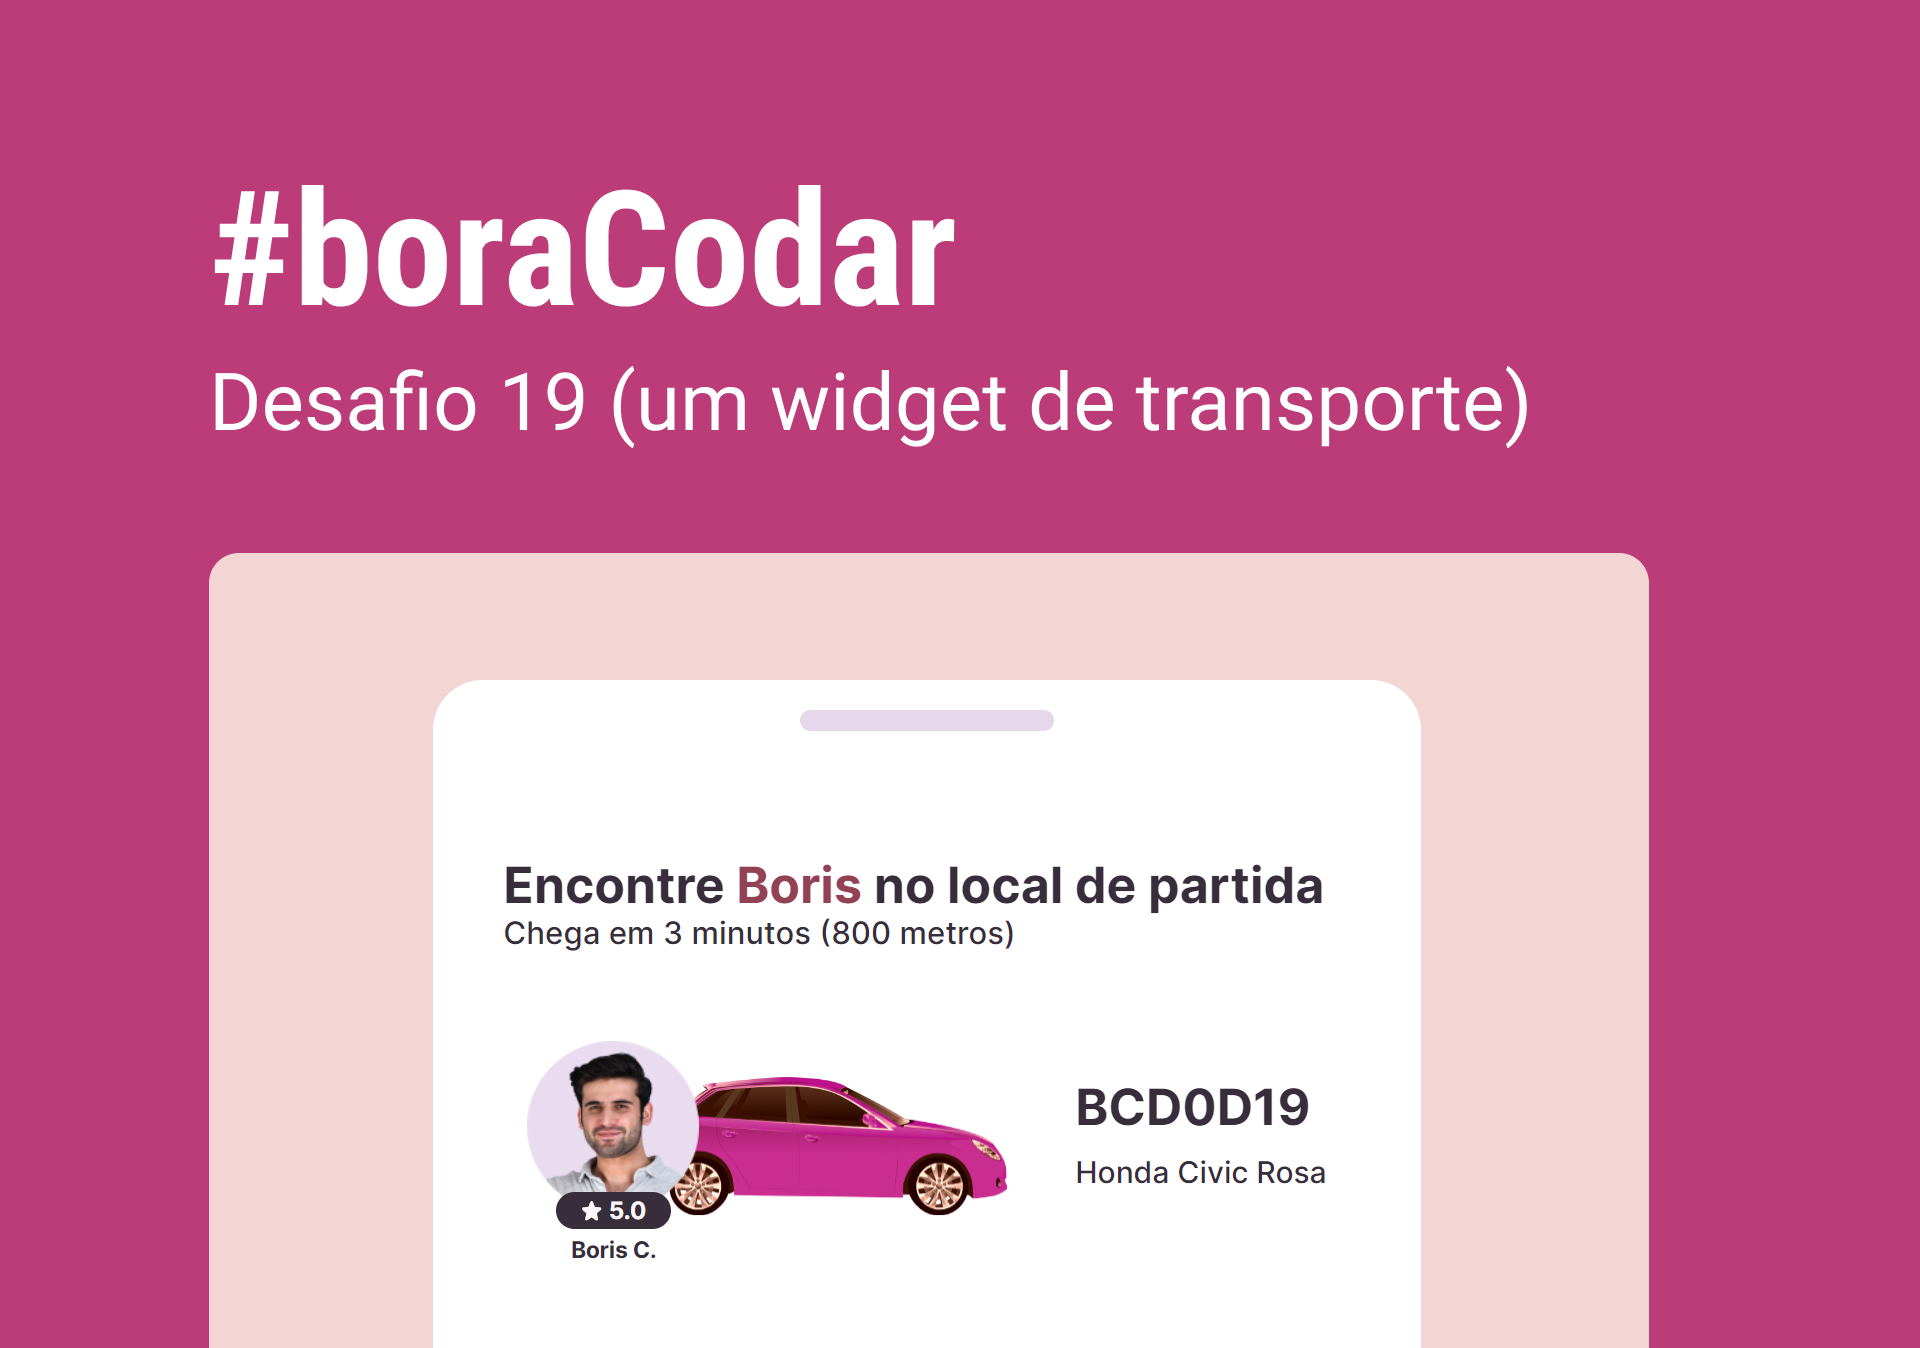 #boraCodar
Desafio 19 (um widget de transporte)
Encontre Boris no local de partida
Chega em 3 minutos (800 metros)
BCD0D19
Honda Civic Rosa
5.0
Boris C.